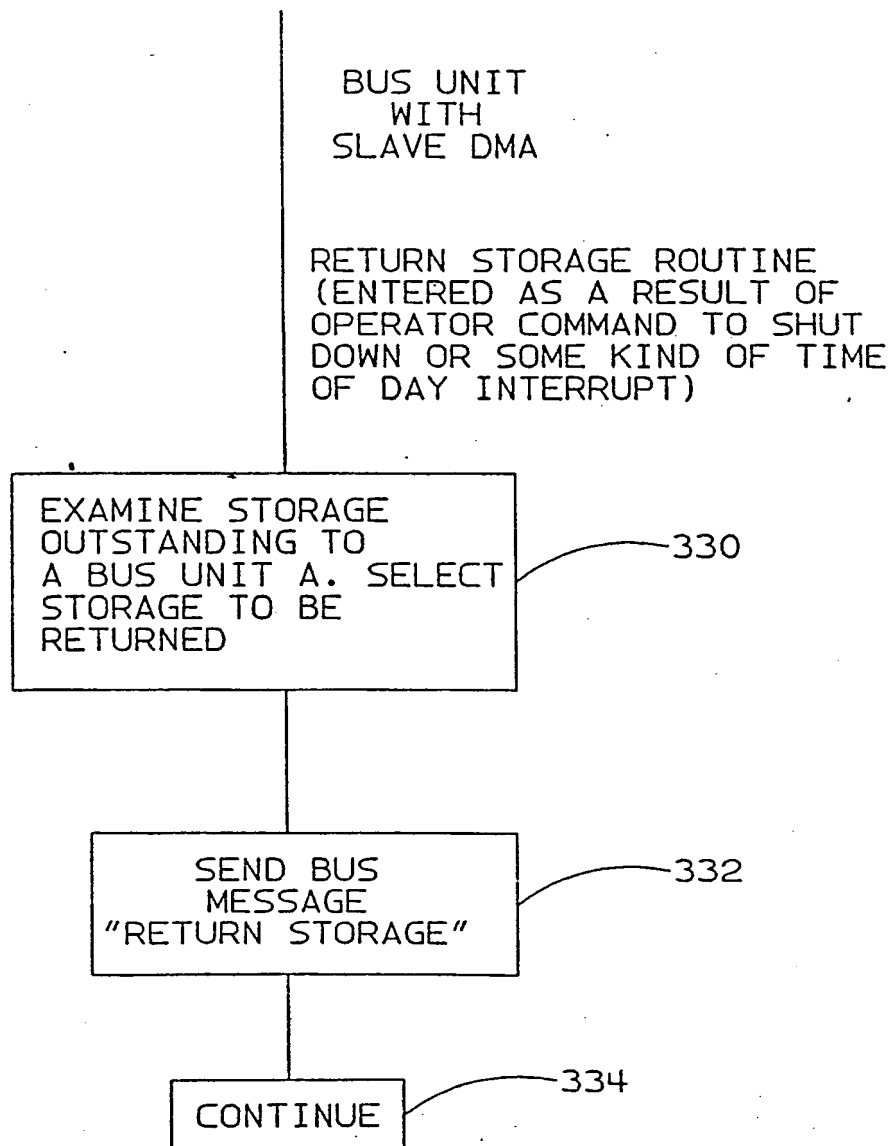 BUS UNIT
WITH
SLAVE DMA
RETURN STORAGE ROUTINE
(ENTERED AS A RESULT OF
OPERATOR COMMAND TO SHUT
DOWN OR SOME KIND OF TIME
OF DAY INTERRUPT)
EXAMINE STORAGE
OUTSTANDING TO
A BUS UNIT A. SELECT
STORAGE TO BE
RETURNED
330
SEND BUS
MESSAGE
"RETURN STORAGE"
332
CONTINUE
334